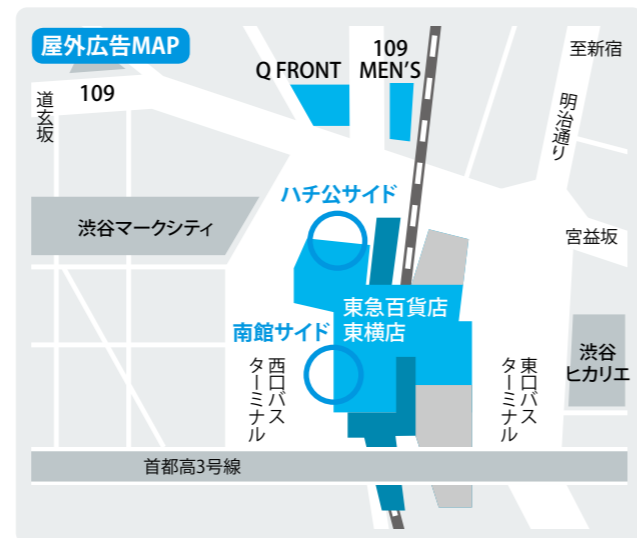 屋外広告MAP
109
Q FRONT
109
MEN'S
至新宿
道玄坂
明治通り
ハチ公サイド
渋谷マークシティ
宮益坂
東急百貨店
東横店
南館サイド
渋谷
ヒカリエ
西口バス
ターミナル
東口バス
ターミナル
首都高3号線